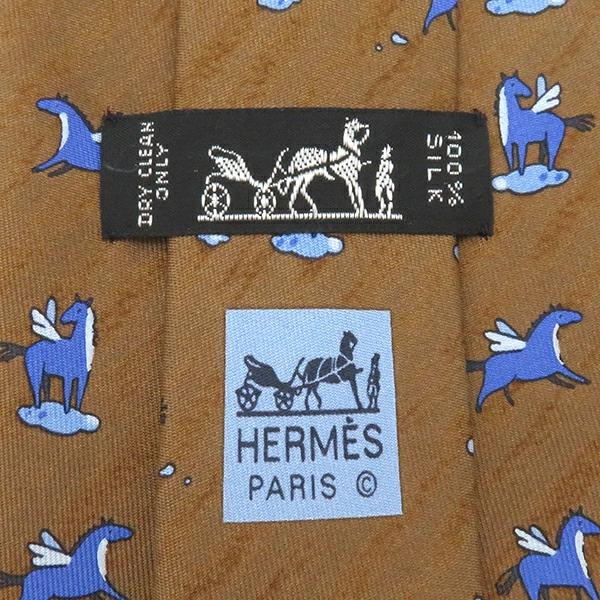 DRY CLEAN
ONLY
100%
SILK
HERMÈS
PARIS ©